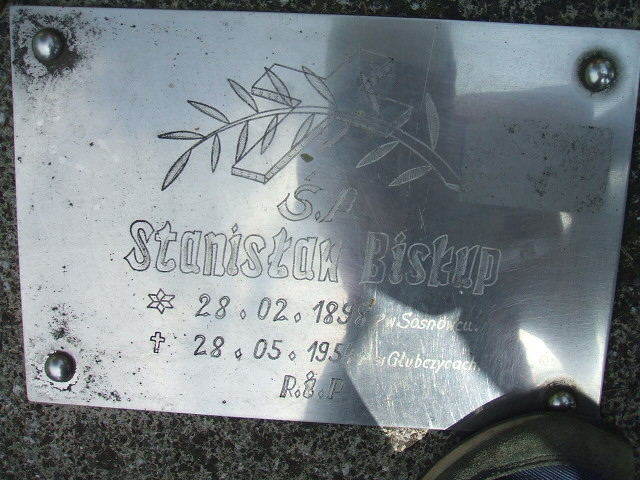 Ś.P
Stanisław Biskup
28.02.1898 w Sosnowcu.
28.05. w Głubczycach.
R.i.P